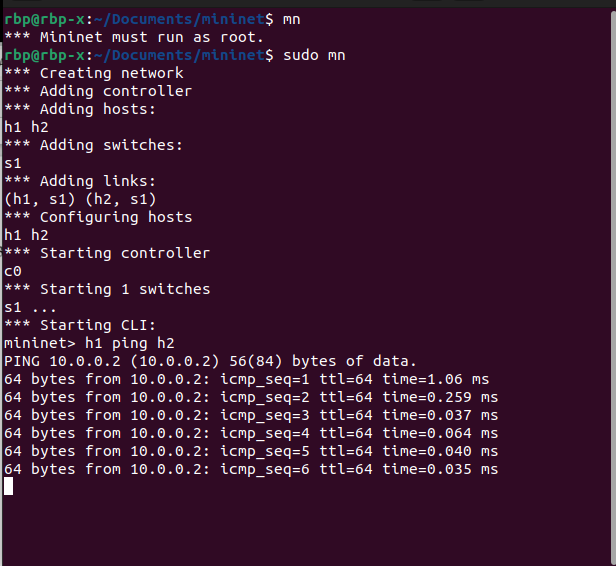 rbp@rbp-x:~/Documents/mininet$ mn
*** Mininet must run as root.
rbp@rbp-x:~/Documents/mininet$ sudo mn
*** Creating network
*** Adding controller
*** Adding hosts:
h1 h2
*** Adding switches:
s1
*** Adding links:
(h1, s1) (h2, s1)
*** Configuring hosts
h1 h2
*** Starting controller
c0
*** Starting 1 switches
s1 ...
*** Starting CLI:
mininet> h1 ping h2
PING 10.0.0.2 (10.0.0.2) 56(84) bytes of data.
64 bytes from 10.0.0.2: icmp_seq=1 ttl=64 time=1.06 ms
64 bytes from 10.0.0.2: icmp_seq=2 ttl=64 time=0.259 ms
64 bytes from 10.0.0.2: icmp_seq=3 ttl=64 time=0.037 ms
64 bytes from 10.0.0.2: icmp_seq=4 ttl=64 time=0.064 ms
64 bytes from 10.0.0.2: icmp_seq=5 ttl=64 time=0.040 ms
64 bytes from 10.0.0.2: icmp_seq=6 ttl=64 time=0.035 ms